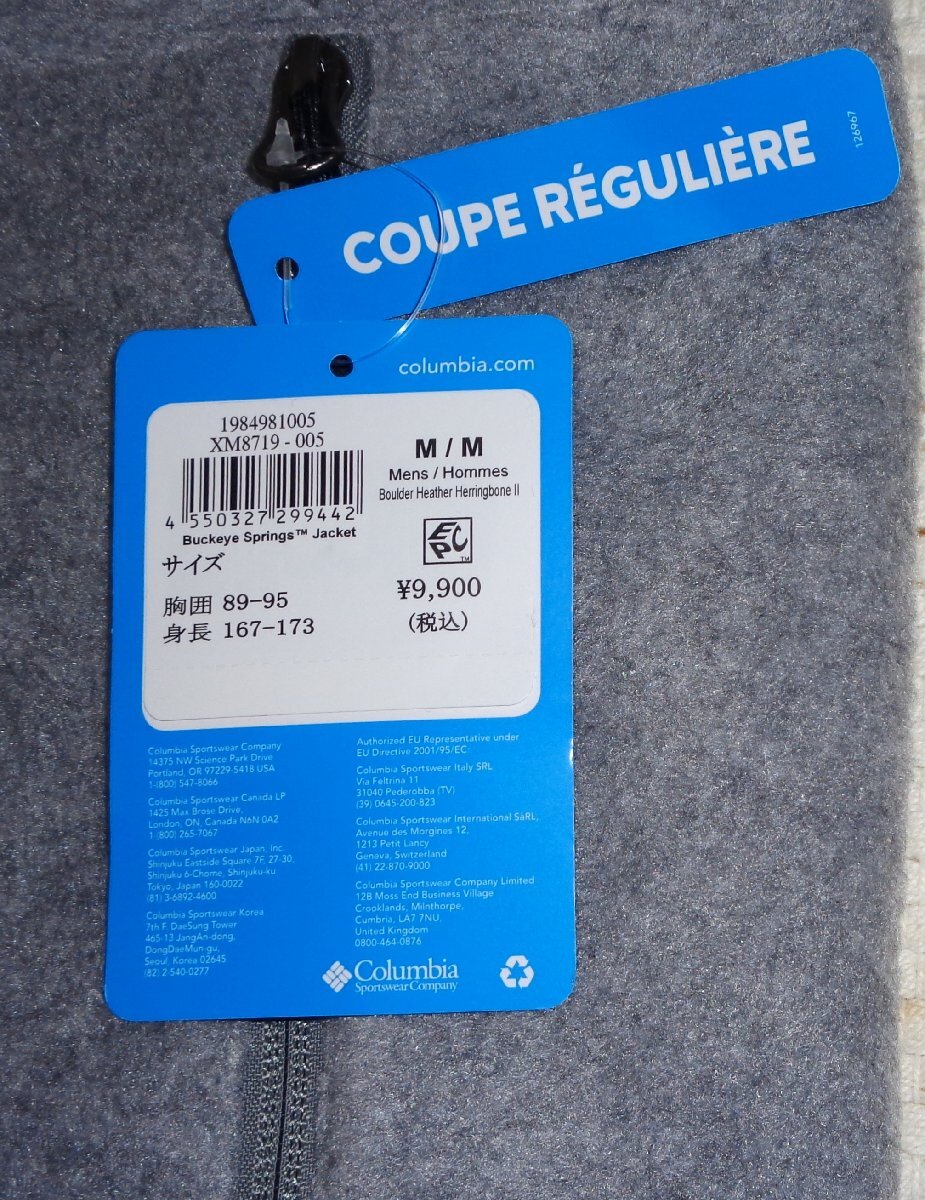 COUPE RÉGULIÈRE
126967
columbia.com
1984981005
XM8719 - 005
4 550327 299442
Buckeye Springs™ Jacket
M / M
Mens / Hommes
Boulder Heather Herringbone II
EPC™
サイズ
胸囲 89-95
身長 167-173
¥9,900
(税込)
Columbia Sportswear Company
14375 NW Science Park Drive
Portland, OR 97229-5418 USA
1-(800) 547-8066
Columbia Sportswear Canada LP
1425 Max Brose Drive,
London, ON, Canada N6N 0A2
1 (800) 265-7067
Columbia Sportswear Japan, Inc.
Shinjuku Eastside Square 7F, 27-30,
Shinjuku 6-Chome, Shinjuku-ku
Tokyo, Japan 160-0022
(81) 3-6892-4600
Columbia Sportswear Korea
7th F. DaeSung Tower
465-13 JangAn-dong,
DongDaeMun-gu,
Seoul, Korea 02645
(82) 2-540-0277
Authorized EU Representative under
EU Directive 2001/95/EC:
Columbia Sportswear Italy SRL
Via Feltrina 11
31040 Pederobba (TV)
(39) 0645-200-823
Columbia Sportswear International SàRL,
Avenue des Morgines 12,
1213 Petit Lancy
Geneva, Switzerland
(41) 22-870-9000
Columbia Sportswear Company Limited
12B Moss End Business Village
Crooklands, Milnthorpe,
Cumbria, LA7 7NU,
United Kingdom
0800-464-0876
Columbia
Sportswear Company